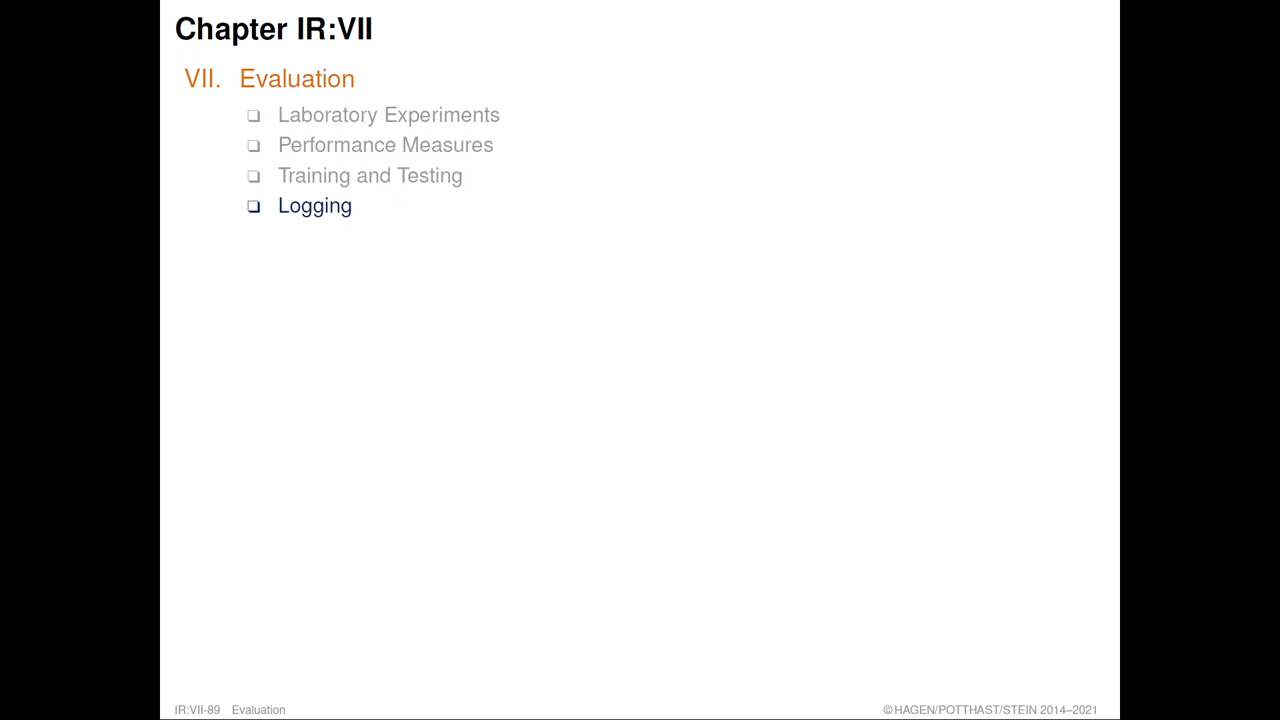 Chapter IR:VII
VII. Evaluation
❏ Laboratory Experiments
❏ Performance Measures
❏ Training and Testing
❏ Logging
IR:VII-89 Evaluation
©HAGEN/POTTHAST/STEIN 2014–2021